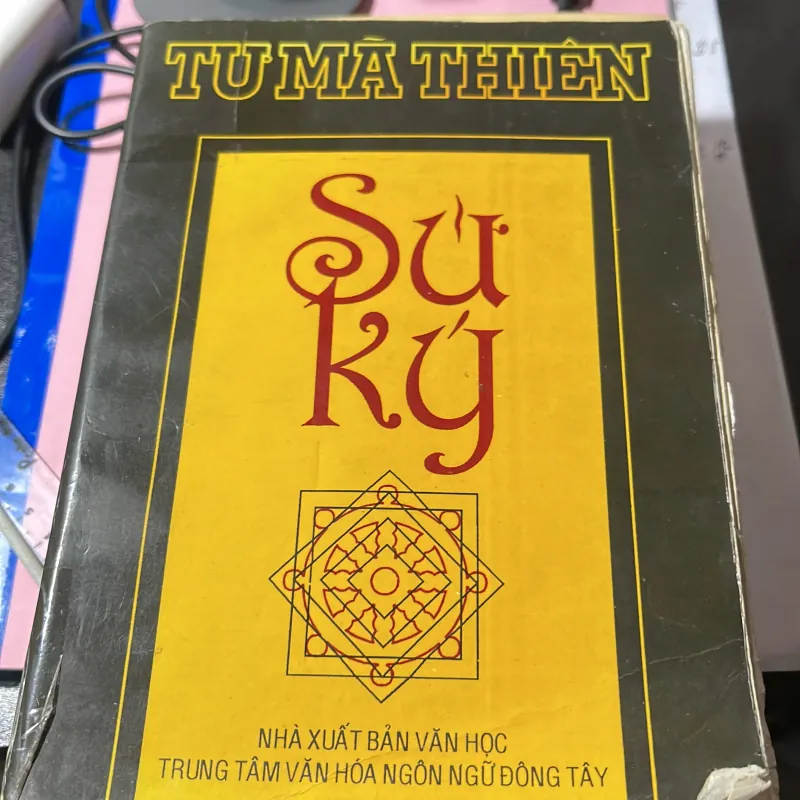 TƯ MÃ THIÊN
Sử
ký
NHÀ XUẤT BẢN VĂN HỌC
TRUNG TÂM VĂN HÓA NGÔN NGỮ ĐÔNG TÂY